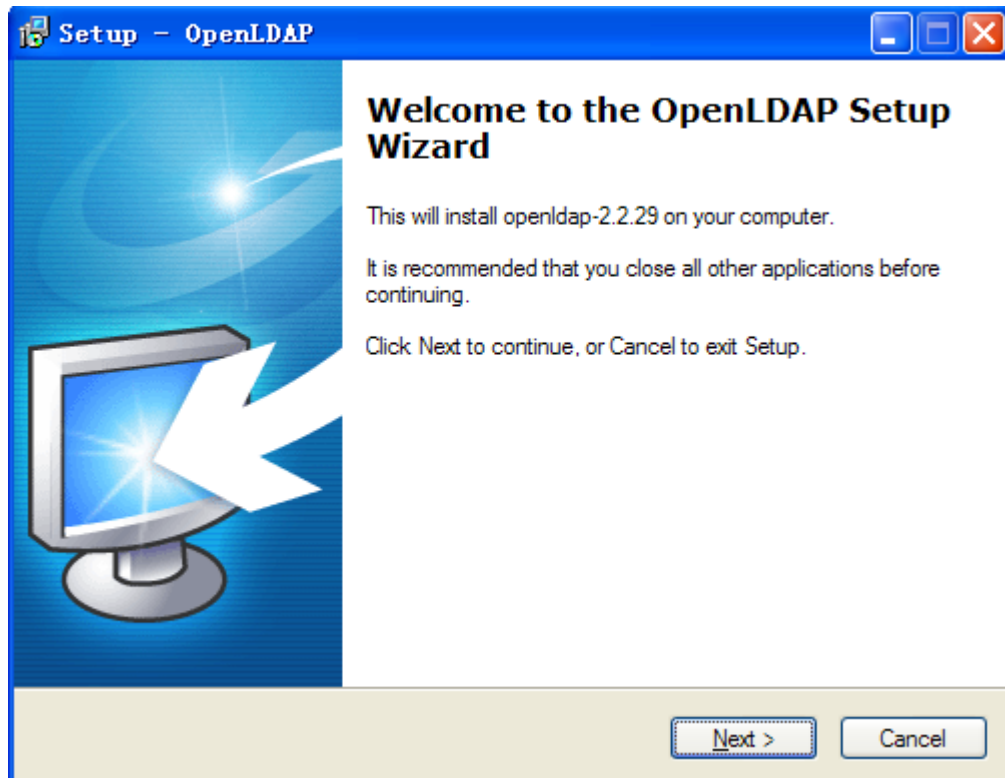 Setup - OpenLDAP
Welcome to the OpenLDAP Setup
Wizard
This will install openldap-2.2.29 on your computer.
It is recommended that you close all other applications before
continuing.
Click Next to continue, or Cancel to exit Setup.
Next >
Cancel